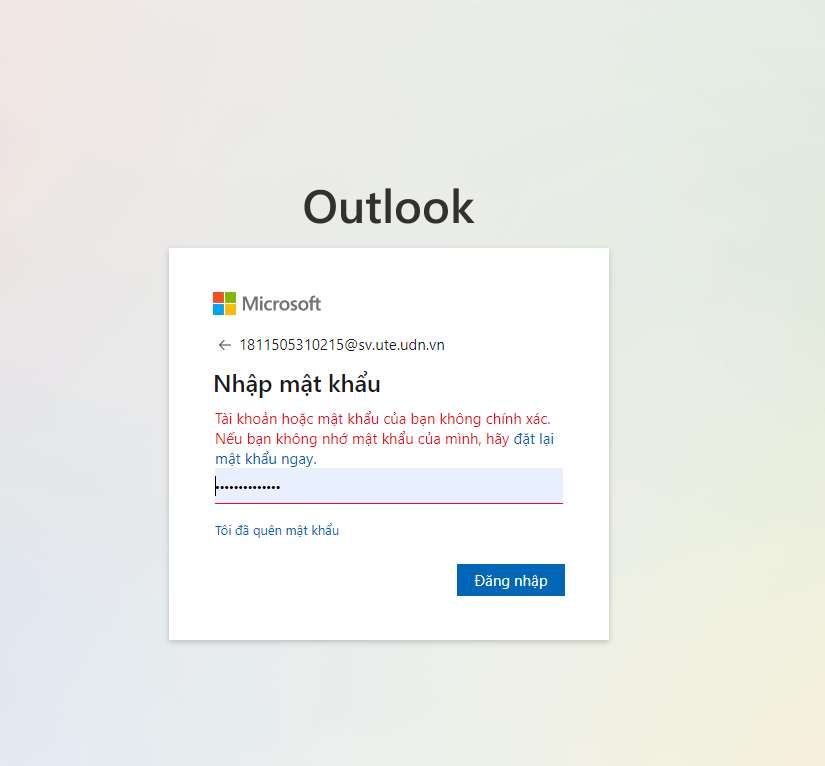 Outlook
Microsoft
1811505310215@sv.ute.udn.vn
Nhập mật khẩu
Tài khoản hoặc mật khẩu của bạn không chính xác.
Nếu bạn không nhớ mật khẩu của mình, hãy đặt lại
mật khẩu ngay.
Tôi đã quên mật khẩu
Đăng nhập